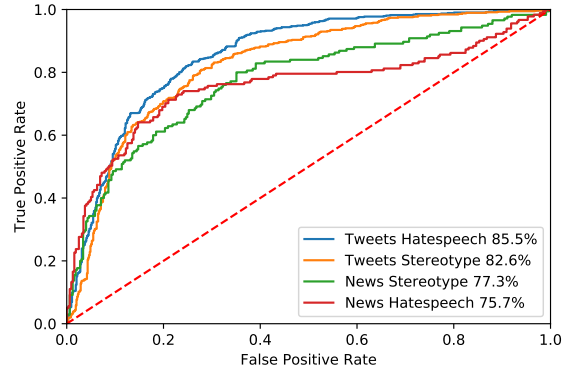 1.0
0.8
0.6
0.4
0.2
0.0
True Positive Rate
Tweets Hatespeech 85.5%
Tweets Stereotype 82.6%
News Stereotype 77.3%
News Hatespeech 75.7%
0.0 0.2 0.4 0.6 0.8 1.0
False Positive Rate